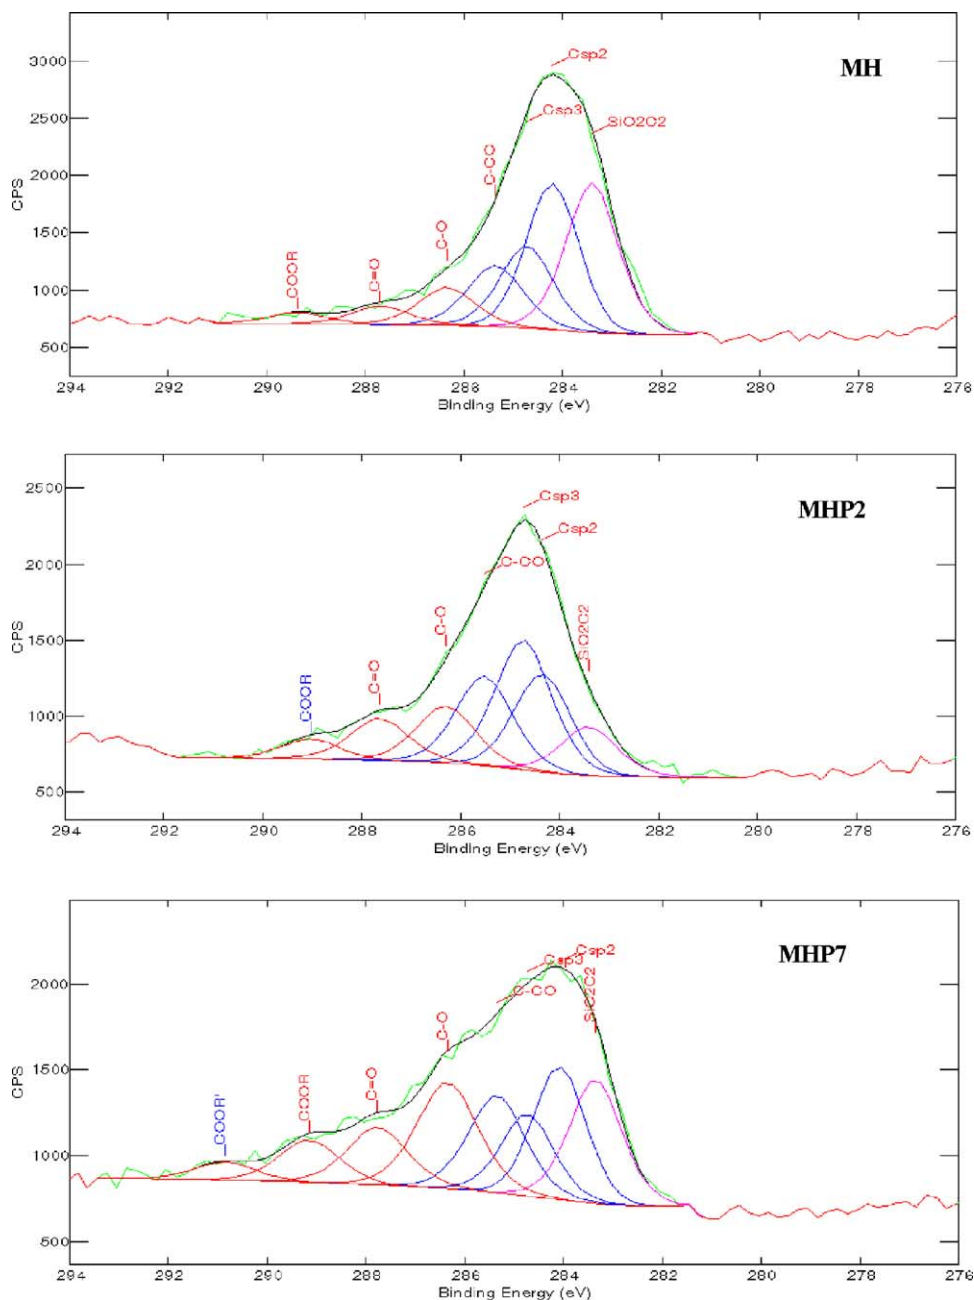 MH
3000
2500
2000
1500
1000
500
CPS
Csp2
Csp3
SiO2C2
C-CO
C-O
C=O
COOR
294 292 290 288 286 284 282 280 278 276
Binding Energy (eV)
MHP2
2500
2000
1500
1000
500
CPS
Csp3
Csp2
C-CO
SiO2C2
C-O
C=O
COOR
294 292 290 288 286 284 282 280 278 276
Binding Energy (eV)
MHP7
2000
1500
1000
500
CPS
Csp2
Csp3
C-CO
SiO2C2
C-O
C=O
COOR
COOR'
294 292 290 288 286 284 282 280 278 276
Binding Energy (eV)